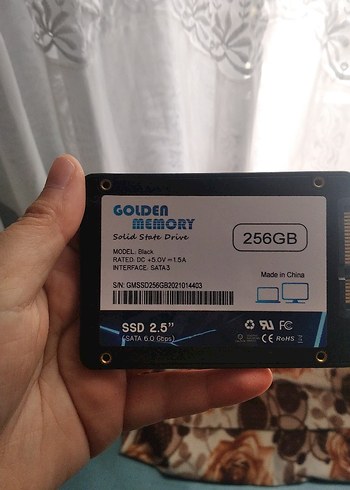 GOLDEN
MEMORY
Solid State Drive
256GB
MODEL: Black
RATED: DC +5.0V⎓1.5A
INTERFACE: SATA3
Made in China
S/N: GMSSD256GB2021014403
SSD 2.5"
(SATA 6.0 Gbps)
FC
CE RoHS